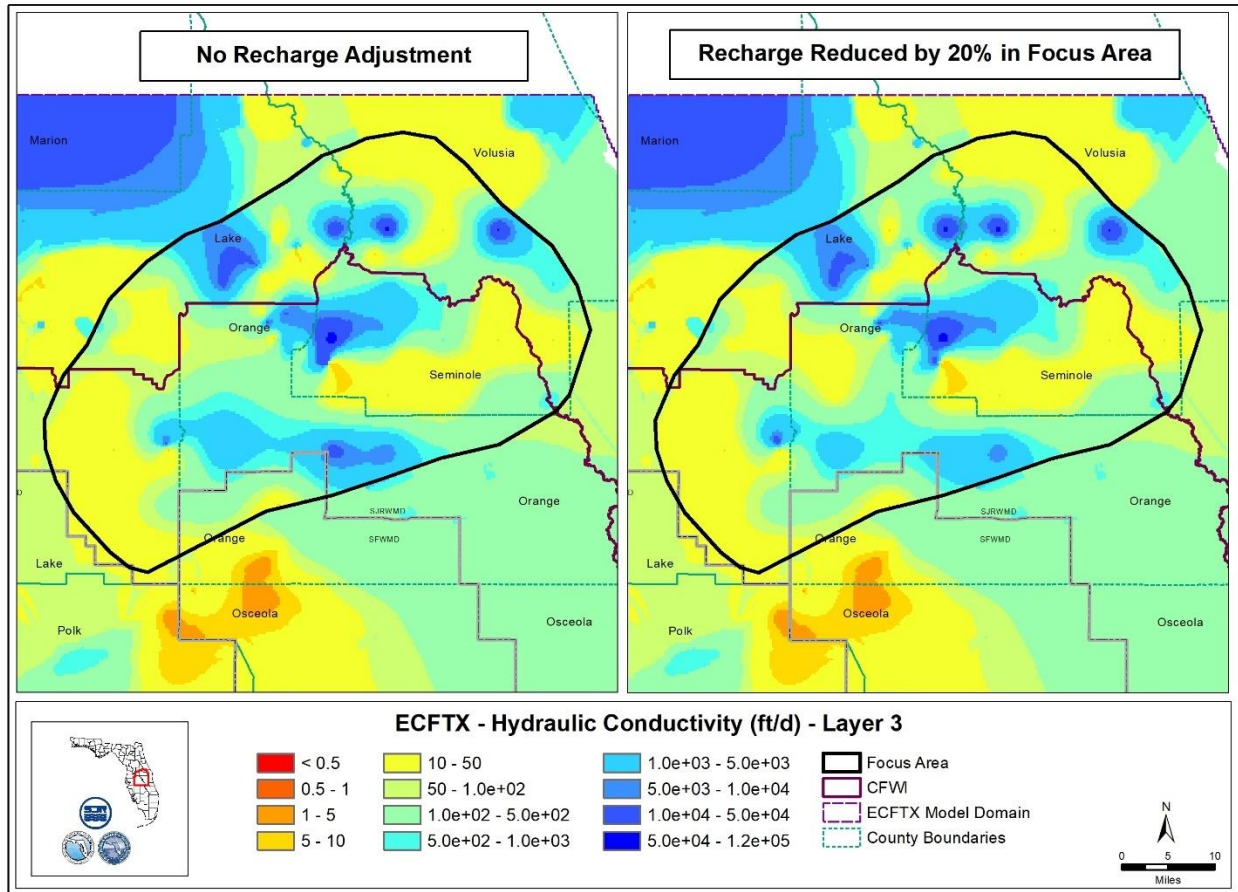 No Recharge Adjustment
Marion
Volusia
Lake
Orange
Seminole
Orange
SJRWMD
Orange
SFWMD
Lake
Osceola
Polk
Osceola
Recharge Reduced by 20% in Focus Area
Marion
Volusia
Lake
Orange
Seminole
Orange
SJRWMD
Orange
SFWMD
Lake
Osceola
Polk
Osceola
ECFTX - Hydraulic Conductivity (ft/d) - Layer 3
< 0.5
0.5 - 1
1 - 5
5 - 10
10 - 50
50 - 1.0e+02
1.0e+02 - 5.0e+02
5.0e+02 - 1.0e+03
1.0e+03 - 5.0e+03
5.0e+03 - 1.0e+04
1.0e+04 - 5.0e+04
5.0e+04 - 1.2e+05
Focus Area
CFWI
ECFTX Model Domain
County Boundaries
N
0 5 10
Miles